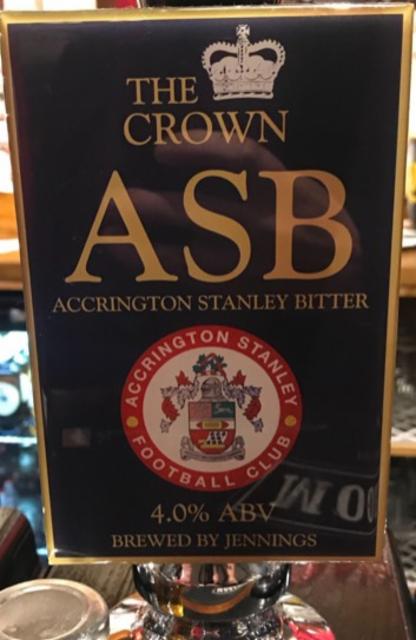 THE
CROWN
ASB
ACCRINGTON STANLEY BITTER
ACCRINGTON STANLEY
FOOTBALL CLUB
4.0% ABV
BREWED BY JENNINGS